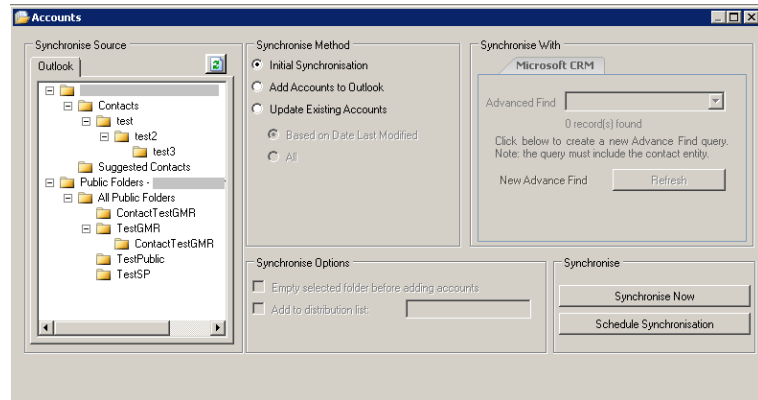 Accounts
Synchronise Source
Outlook
Contacts
test
test2
test3
Suggested Contacts
Public Folders -
All Public Folders
ContactTestGMR
TestGMR
ContactTestGMR
TestPublic
TestSP
Synchronise Method
Initial Synchronisation
Add Accounts to Outlook
Update Existing Accounts
Based on Date Last Modified
All
Synchronise With
Microsoft CRM
Advanced Find
0 record(s) found
Click below to create a new Advance Find query.
Note: the query must include the contact entity.
New Advance Find
Refresh
Synchronise Options
Empty selected folder before adding accounts
Add to distribution list:
Synchronise
Synchronise Now
Schedule Synchronisation